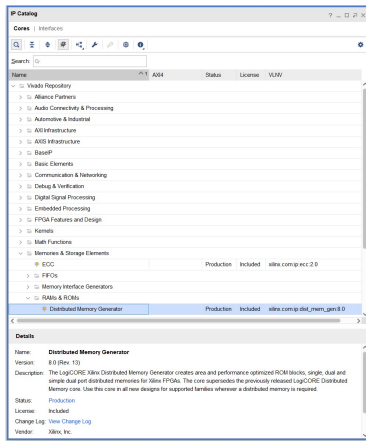 IP Catalog
Cores | Interfaces
Search:
Name AXI4 Status License VLNV
Vivado Repository
Alliance Partners
Audio Connectivity & Processing
Automotive & Industrial
AXI Infrastructure
AXIS Infrastructure
BaseIP
Basic Elements
Communication & Networking
Debug & Verification
Digital Signal Processing
Embedded Processing
FPGA Features and Design
Kernels
Math Functions
Memories & Storage Elements
ECC Production Included xilinx.com:ip:ecc:2.0
FIFOs
Memory Interface Generators
RAMs & ROMs
Distributed Memory Generator Production Included xilinx.com:ip:dist_mem_gen:8.0
Details
Name: Distributed Memory Generator
Version: 8.0 (Rev. 13)
Description: The LogiCORE Xilinx Distributed Memory Generator creates area and performance optimized ROM blocks, single, dual and
simple dual port distributed memories for Xilinx FPGAs. The core supersedes the previously released LogiCORE Distributed
Memory core. Use this core in all new designs for supported families wherever a distributed memory is required.
Status: Production
License: Included
Change Log: View Change Log
Vendor: Xilinx, Inc.